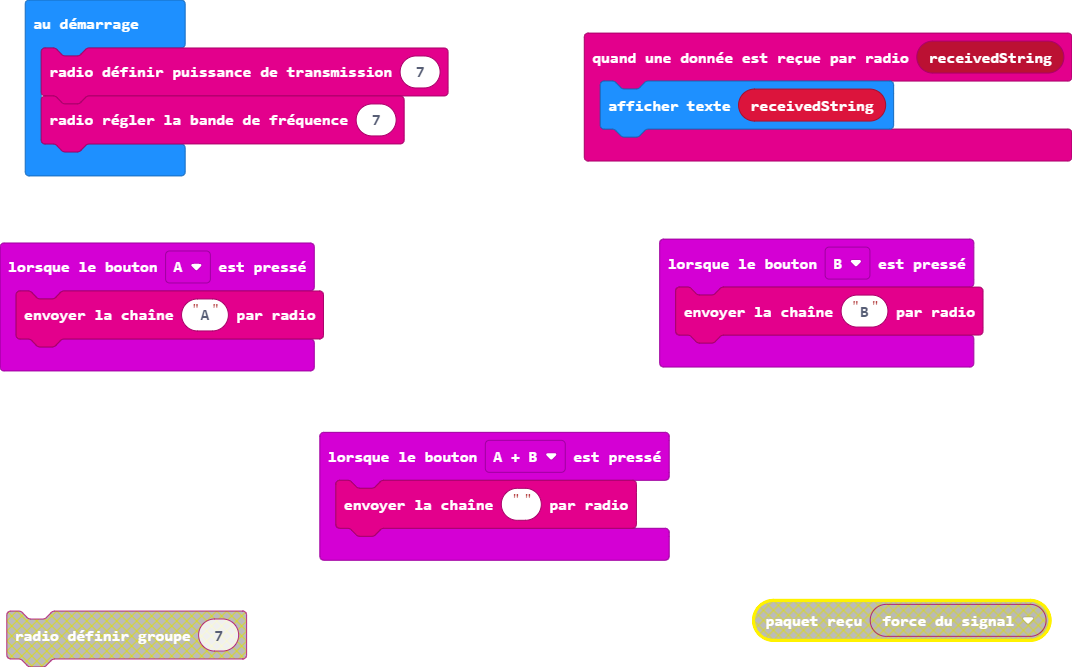 au démarrage
radio définir puissance de transmission 7
radio régler la bande de fréquence 7
quand une donnée est reçue par radio receivedString
afficher texte receivedString
lorsque le bouton A est pressé
envoyer la chaîne "A" par radio
lorsque le bouton B est pressé
envoyer la chaîne "B" par radio
lorsque le bouton A + B est pressé
envoyer la chaîne " " par radio
radio définir groupe 7
paquet reçu force du signal